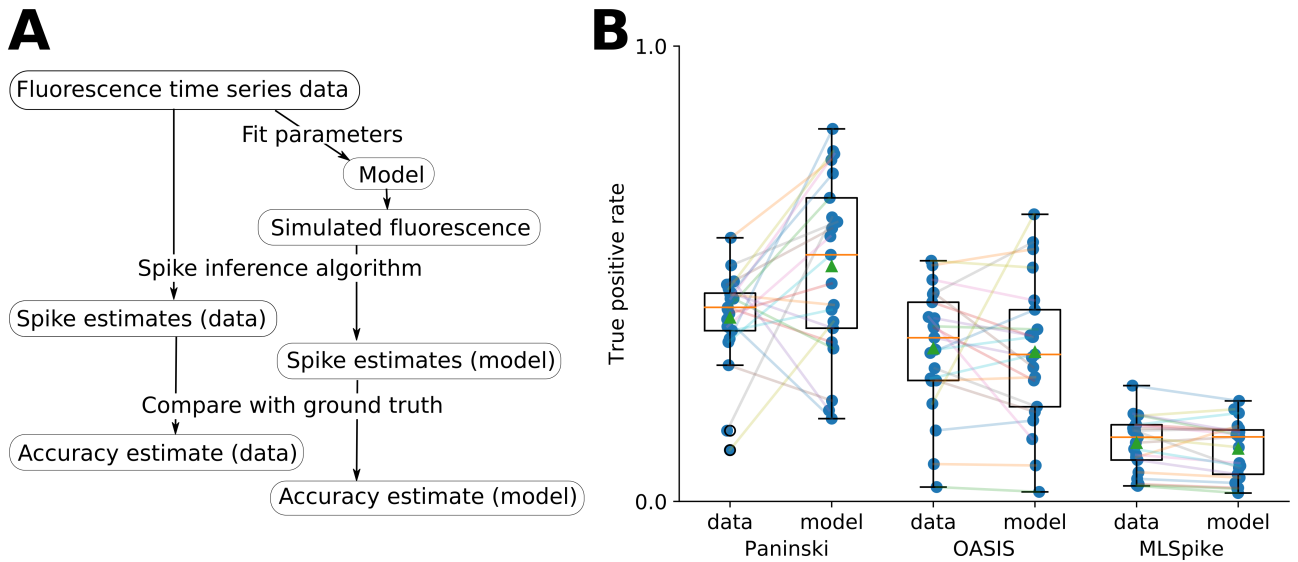 A
Fluorescence time series data
Fit parameters
Model
Simulated fluorescence
Spike inference algorithm
Spike estimates (data)
Spike estimates (model)
Compare with ground truth
Accuracy estimate (data)
Accuracy estimate (model)
B
1.0
True positive rate
0.0
data model data model data model
Paninski OASIS MLSpike